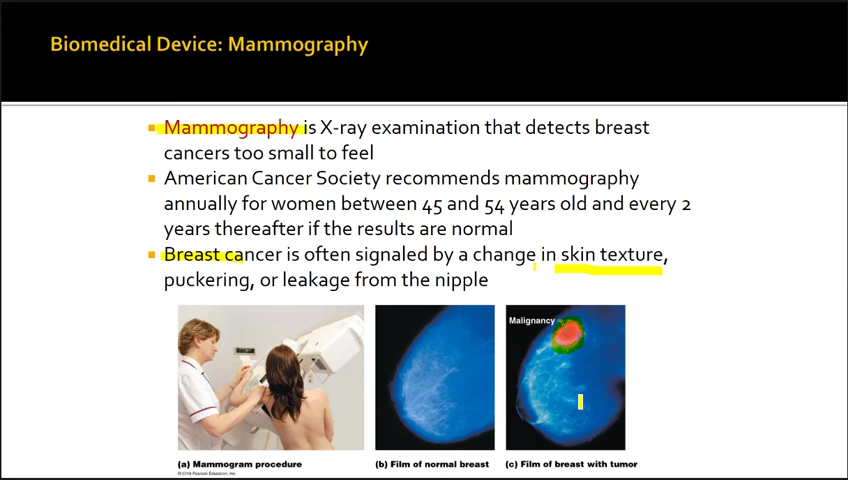 Biomedical Device: Mammography
Mammography is X-ray examination that detects breast
cancers too small to feel
American Cancer Society recommends mammography
annually for women between 45 and 54 years old and every 2
years thereafter if the results are normal
Breast cancer is often signaled by a change in skin texture,
puckering, or leakage from the nipple
Malignancy
(a) Mammogram procedure
(b) Film of normal breast
(c) Film of breast with tumor
© 2016 Pearson Education, Inc.